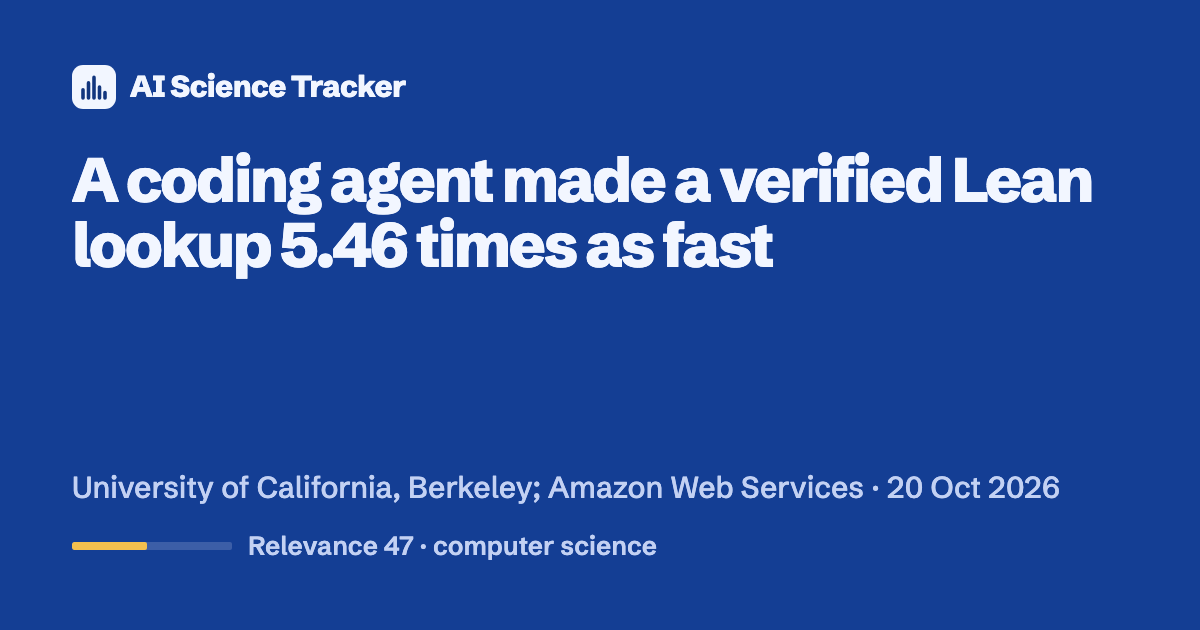 AI Science Tracker
A coding agent made a verified Lean
lookup 5.46 times as fast
University of California, Berkeley; Amazon Web Services · 20 Oct 2026
Relevance 47 · computer science